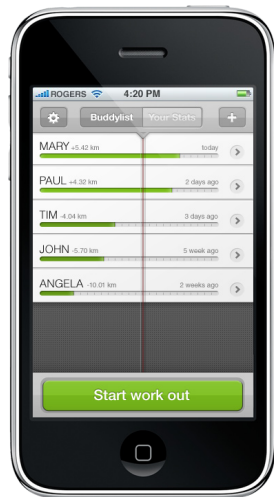 ROGERS 4:20 PM
Buddylist Your Stats +
MARY +5.42 km today
PAUL +4.32 km 2 days ago
TIM -4.04 km 3 days ago
JOHN -5.70 km 5 week ago
ANGELA -10.01 km 2 weeks ago
Start work out